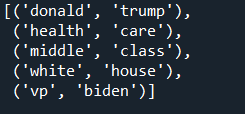 [('donald', 'trump'),
('health', 'care'),
('middle', 'class'),
('white', 'house'),
('vp', 'biden')]